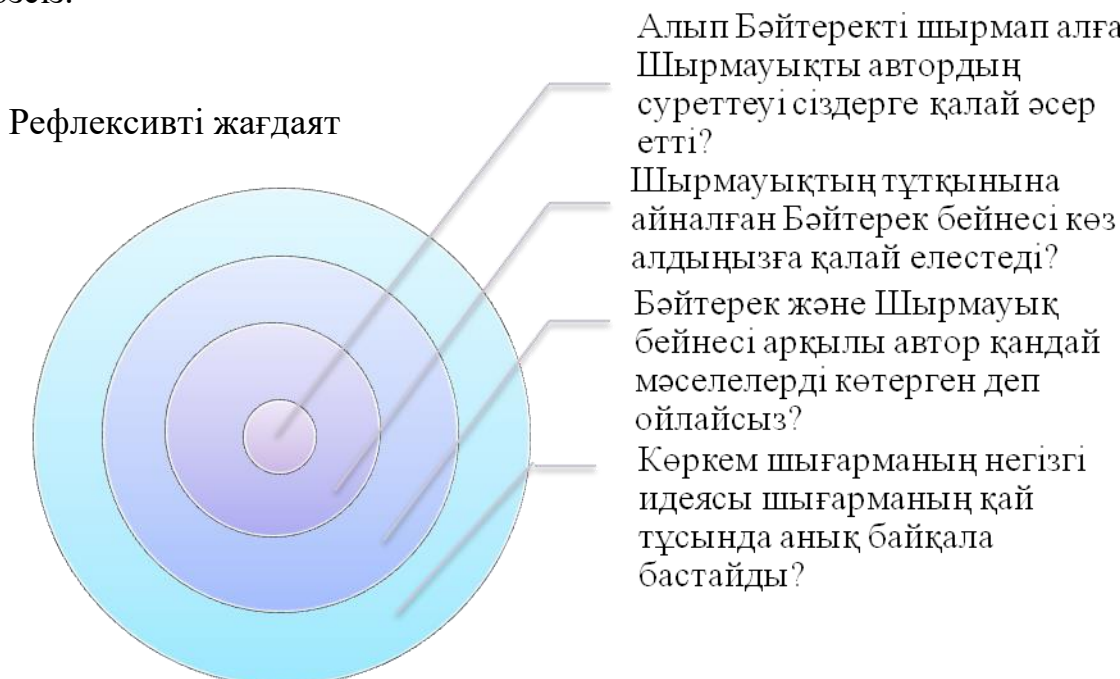 Алып Бәйтеректі шырмап алға
Шырмауықты автордың
суреттеуі сіздерге қалай әсер
етті?
Рефлексивті жағдаят
Шырмауықтың тұтқынына
айналған Бәйтерек бейнесі көз
алдыңызға қалай елестеді?
Бәйтерек және Шырмауық
бейнесі арқылы автор қандай
мәселелерді көтерген деп
ойлайсыз?
Көркем шығарманың негізгі
идеясы шығарманың қай
тұсында анық байқала
бастайды?